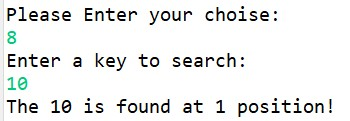 Please Enter your choise:
8
Enter a key to search:
10
The 10 is found at 1 position!